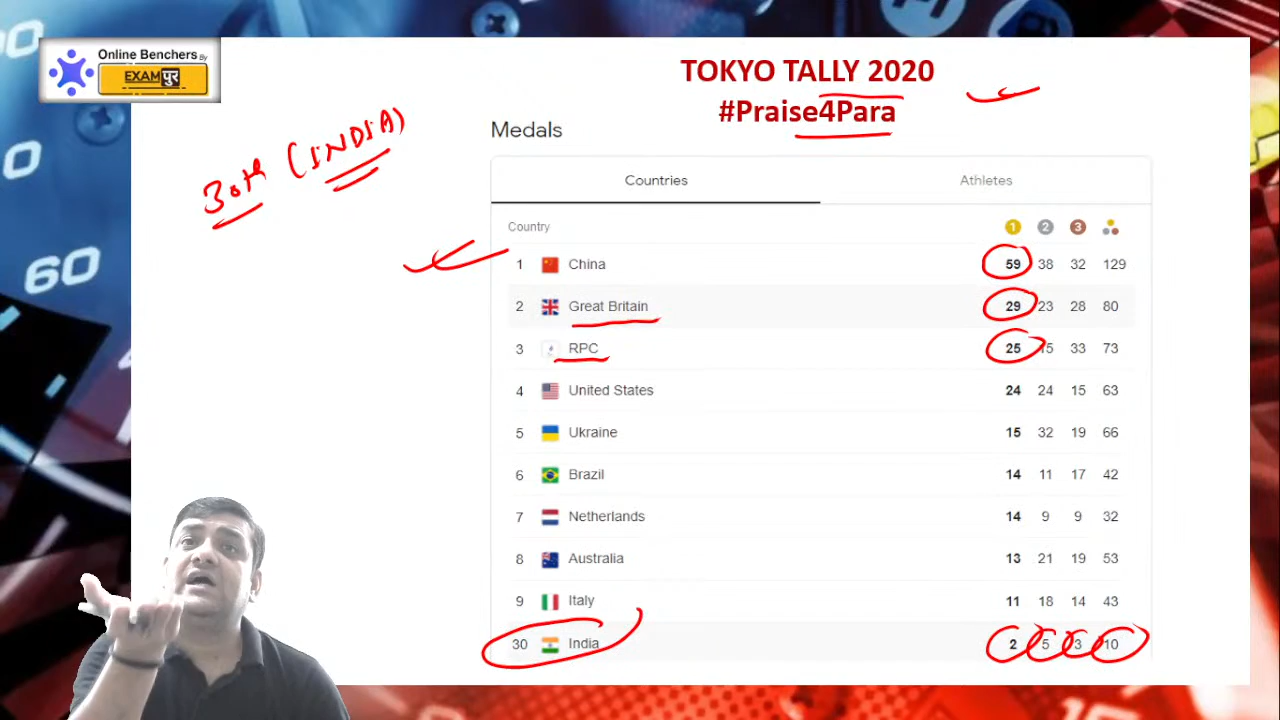 Online Benchers By
EXAMपुर
TOKYO TALLY 2020
#Praise4Para
30th (INDIA)
Medals
Countries Athletes
Country 1 2 3
1 China 59 38 32 129
2 Great Britain 29 23 28 80
3 RPC 25 15 33 73
4 United States 24 24 15 63
5 Ukraine 15 32 19 66
6 Brazil 14 11 17 42
7 Netherlands 14 9 9 32
8 Australia 13 21 19 53
9 Italy 11 18 14 43
30 India 2 5 3 10
00
0
60